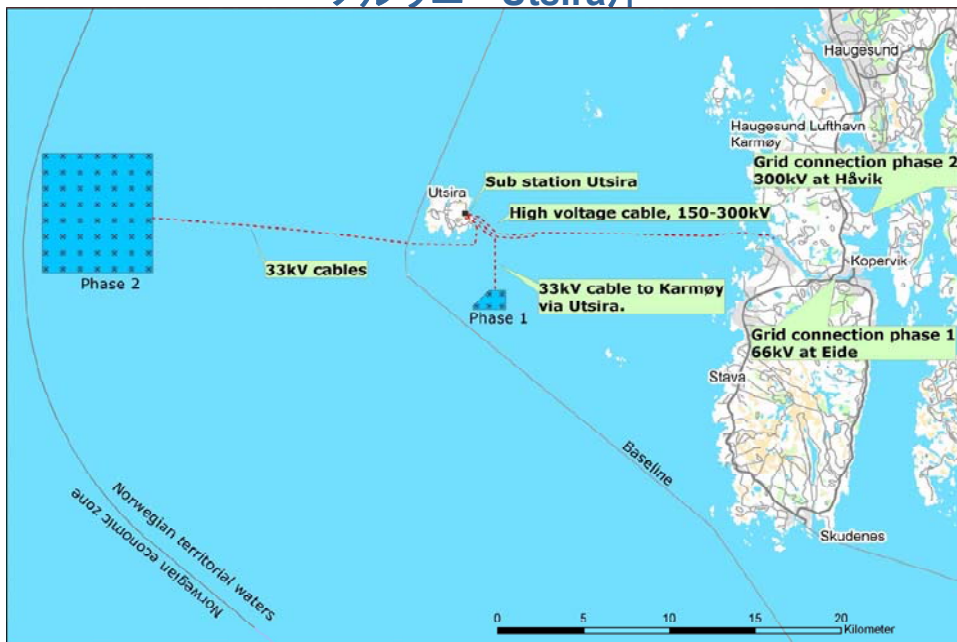 Haugesund
Haugesund Lufthavn
Karmøy
Grid connection phase 2
300kV at Håvik
Utsira
Sub station Utsira
High voltage cable, 150-300kV
33kV cables
Kopervik
Phase 2
33kV cable to Karmøy
via Utsira.
Phase 1
Grid connection phase 1
66kV at Eide
Stava
Baseline
Norwegian territorial waters
Norwegian economic zone
Skudenes
0 5 10 15 20
Kilometer